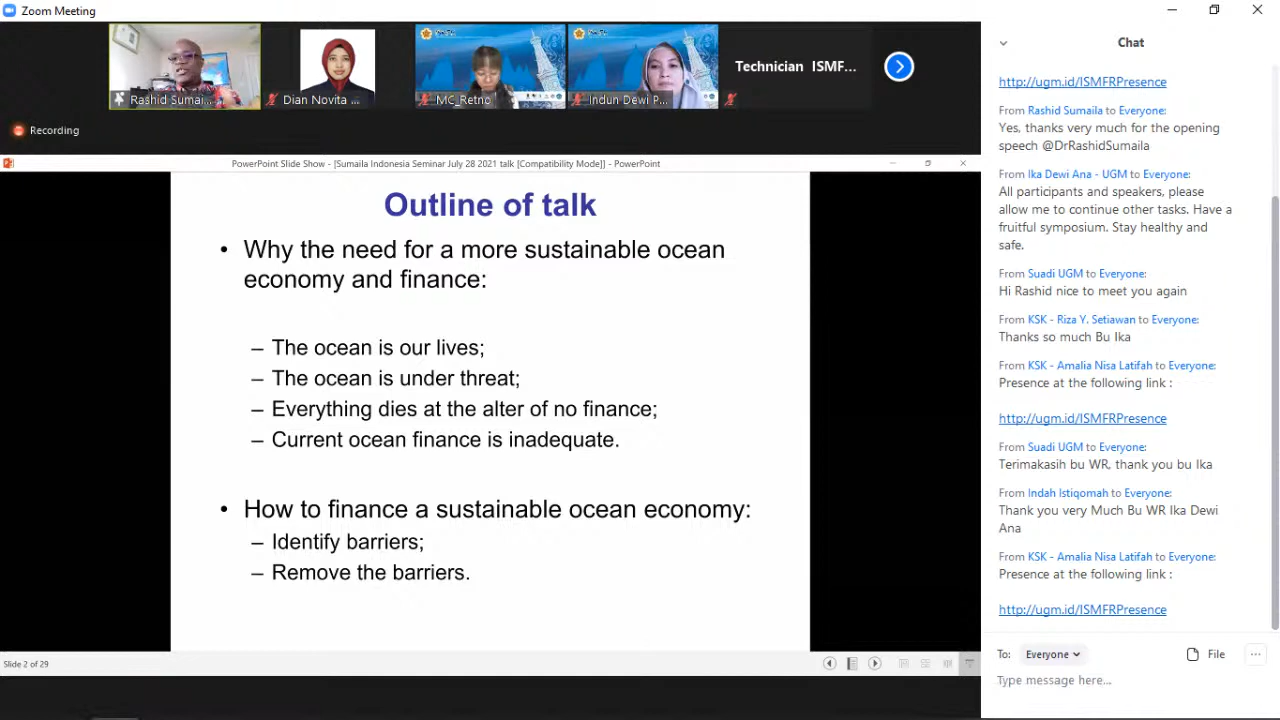 Zoom Meeting
Rashid Sumai...
Dian Novita ...
MC_Retno
Indun Dewi P...
Technician ISMF...
Recording
PowerPoint Slide Show - [Sumaila Indonesia Seminar July 28 2021 talk [Compatibility Mode]] - PowerPoint
Outline of talk
• Why the need for a more sustainable ocean
economy and finance:
– The ocean is our lives;
– The ocean is under threat;
– Everything dies at the alter of no finance;
– Current ocean finance is inadequate.
• How to finance a sustainable ocean economy:
– Identify barriers;
– Remove the barriers.
Slide 2 of 29
Chat
http://ugm.id/ISMFRPresence
From Rashid Sumaila to Everyone:
Yes, thanks very much for the opening
speech @DrRashidSumaila
From Ika Dewi Ana - UGM to Everyone:
All participants and speakers, please
allow me to continue other tasks. Have a
fruitful symposium. Stay healthy and
safe.
From Suadi UGM to Everyone:
Hi Rashid nice to meet you again
From KSK - Riza Y. Setiawan to Everyone:
Thanks so much Bu Ika
From KSK - Amalia Nisa Latifah to Everyone:
Presence at the following link :
http://ugm.id/ISMFRPresence
From Suadi UGM to Everyone:
Terimakasih bu WR, thank you bu Ika
From Indah Istiqomah to Everyone:
Thank you very Much Bu WR Ika Dewi
Ana
From KSK - Amalia Nisa Latifah to Everyone:
Presence at the following link :
http://ugm.id/ISMFRPresence
To: Everyone
File
Type message here...